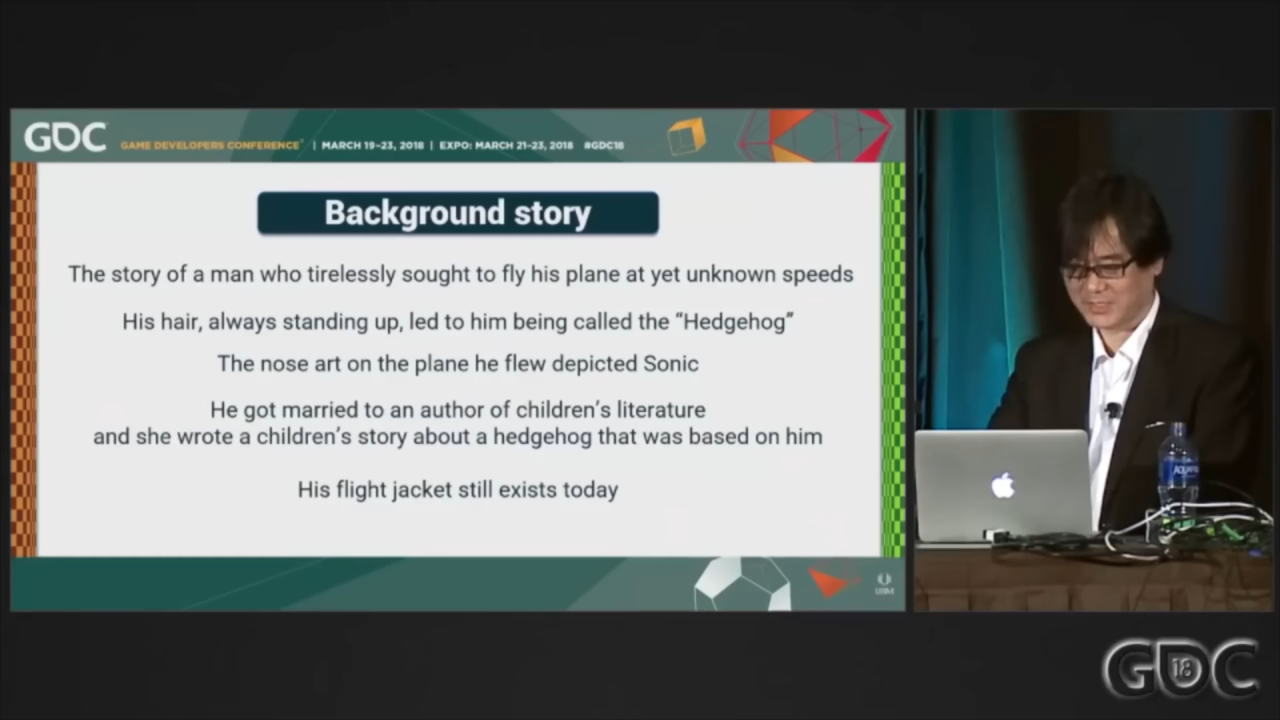 GDC
GAME DEVELOPERS CONFERENCE | MARCH 19–23, 2018 | EXPO: MARCH 21–23, 2018 #GDC18
Background story
The story of a man who tirelessly sought to fly his plane at yet unknown speeds
His hair, always standing up, led to him being called the “Hedgehog”
The nose art on the plane he flew depicted Sonic
He got married to an author of children’s literature
and she wrote a children’s story about a hedgehog that was based on him
His flight jacket still exists today
UBM
GDC
18